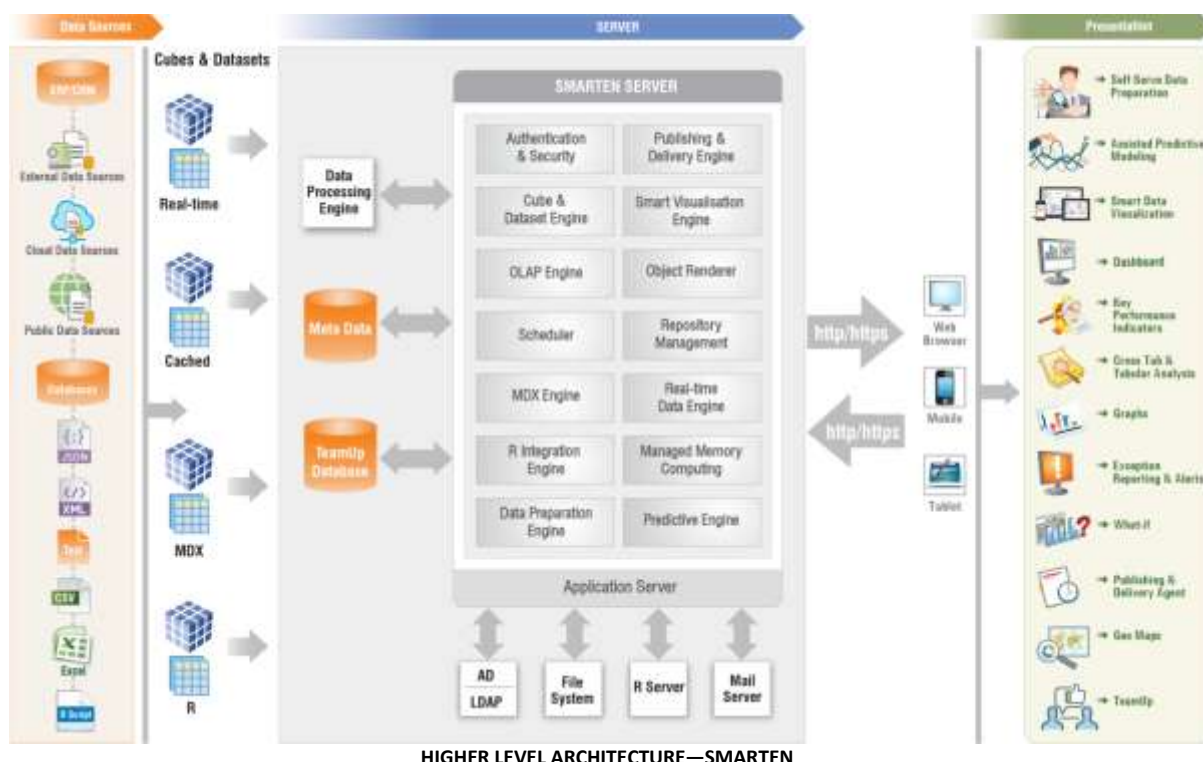 Data Sources
SERVER
Presentation
ERP/CRM
External Data Sources
Cloud Data Sources
Public Data Sources
Databases
{:}
JSON
</>
XML
Text
CSV
Excel
R Script
Cubes & Datasets
Real-time
Cached
MDX
R
Data
Processing
Engine
Meta Data
TeamUp
Database
SMARTEN SERVER
Authentication
& Security
Publishing &
Delivery Engine
Cube &
Dataset Engine
Smart Visualisation
Engine
OLAP Engine
Object Renderer
Scheduler
Repository
Management
MDX Engine
Real-time
Data Engine
R Integration
Engine
Managed Memory
Computing
Data Preparation
Engine
Predictive Engine
Application Server
AD
LDAP
File
System
R Server
Mail
Server
http/https
http/https
Web
Browser
Mobile
Tablet
Self Serve Data
Preparation
Assisted Predictive
Modeling
Smart Data
Visualization
Dashboard
Key
Performance
Indicators
Cross Tab &
Tabular Analysis
Graphs
Exception
Reporting & Alerts
What-if
Publishing &
Delivery Agent
Geo Maps
TeamUp
HIGHER LEVEL ARCHITECTURE—SMARTEN